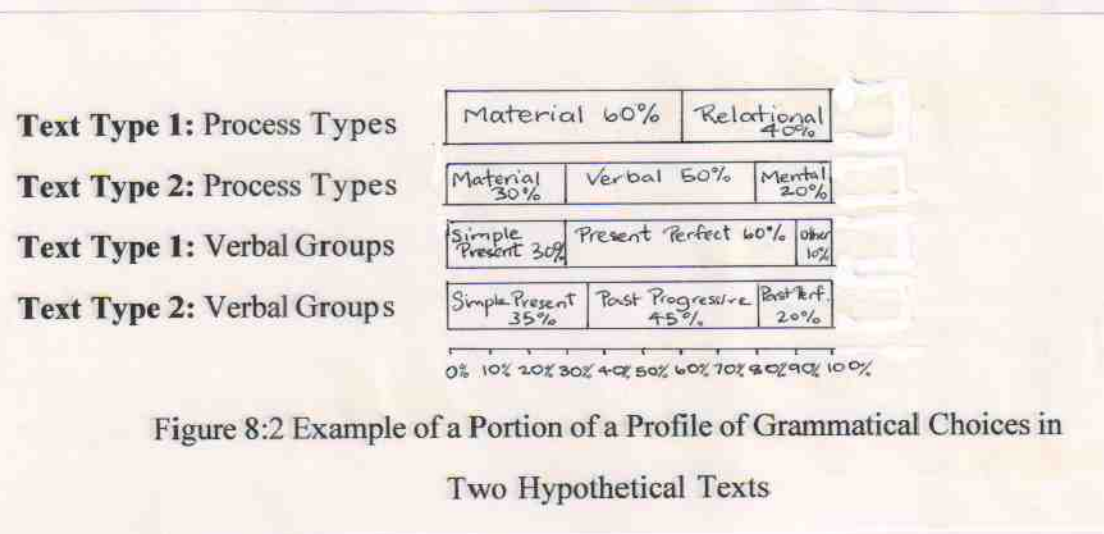 Text Type 1: Process Types
Material 60%
Relational
40%
Text Type 2: Process Types
Material
30%
Verbal 50%
Mental
20%
Text Type 1: Verbal Groups
Simple
Present 30%
Present Perfect 60%
other
10%
Text Type 2: Verbal Groups
Simple Present
35%
Past Progressive
45%
Past Perf.
20%
0% 10% 20% 30% 40% 50% 60% 70% 80% 90% 100%
Figure 8:2 Example of a Portion of a Profile of Grammatical Choices in
Two Hypothetical Texts